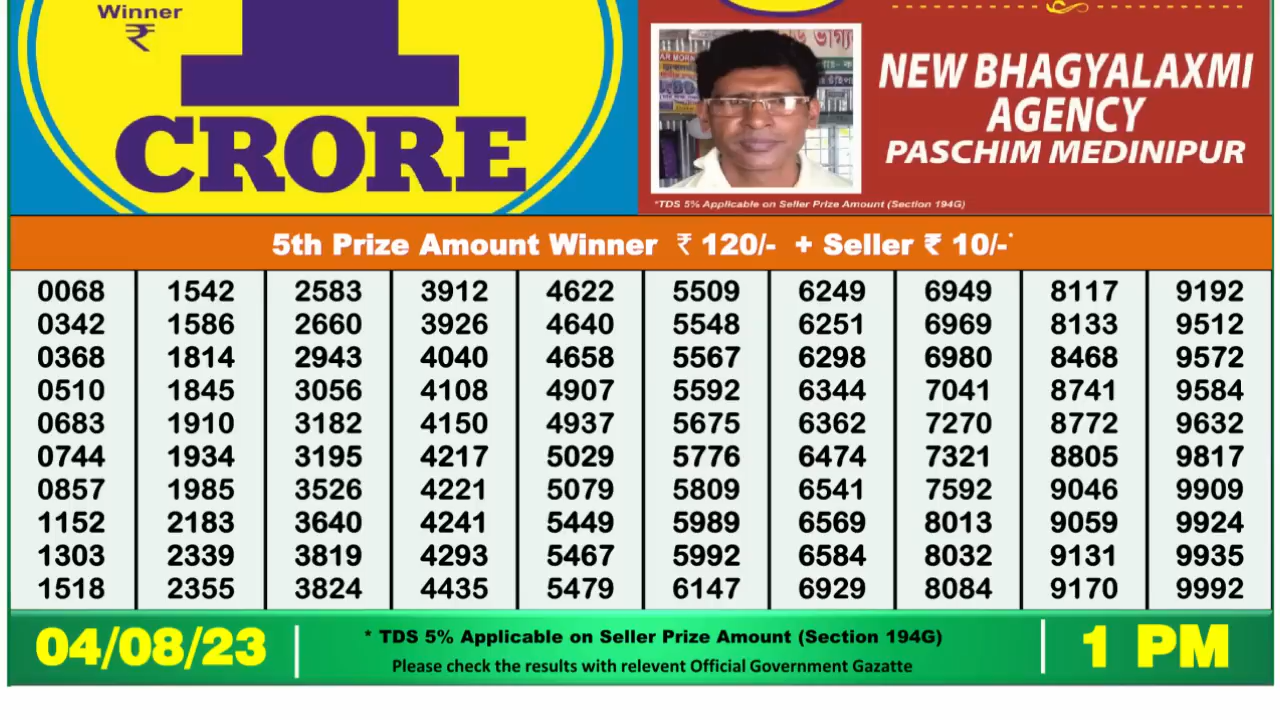 Winner
₹
1
CRORE
NEW BHAGYALAXMI
AGENCY
PASCHIM MEDINIPUR
*TDS 5% Applicable on Seller Prize Amount (Section 194G)
5th Prize Amount Winner ₹ 120/- + Seller ₹ 10/-*
0068 1542 2583 3912 4622 5509 6249 6949 8117 9192
0342 1586 2660 3926 4640 5548 6251 6969 8133 9512
0368 1814 2943 4040 4658 5567 6298 6980 8468 9572
0510 1845 3056 4108 4907 5592 6344 7041 8741 9584
0683 1910 3182 4150 4937 5675 6362 7270 8772 9632
0744 1934 3195 4217 5029 5776 6474 7321 8805 9817
0857 1985 3526 4221 5079 5809 6541 7592 9046 9909
1152 2183 3640 4241 5449 5989 6569 8013 9059 9924
1303 2339 3819 4293 5467 5992 6584 8032 9131 9935
1518 2355 3824 4435 5479 6147 6929 8084 9170 9992
04/08/23
* TDS 5% Applicable on Seller Prize Amount (Section 194G)
Please check the results with relevent Official Government Gazatte
1 PM